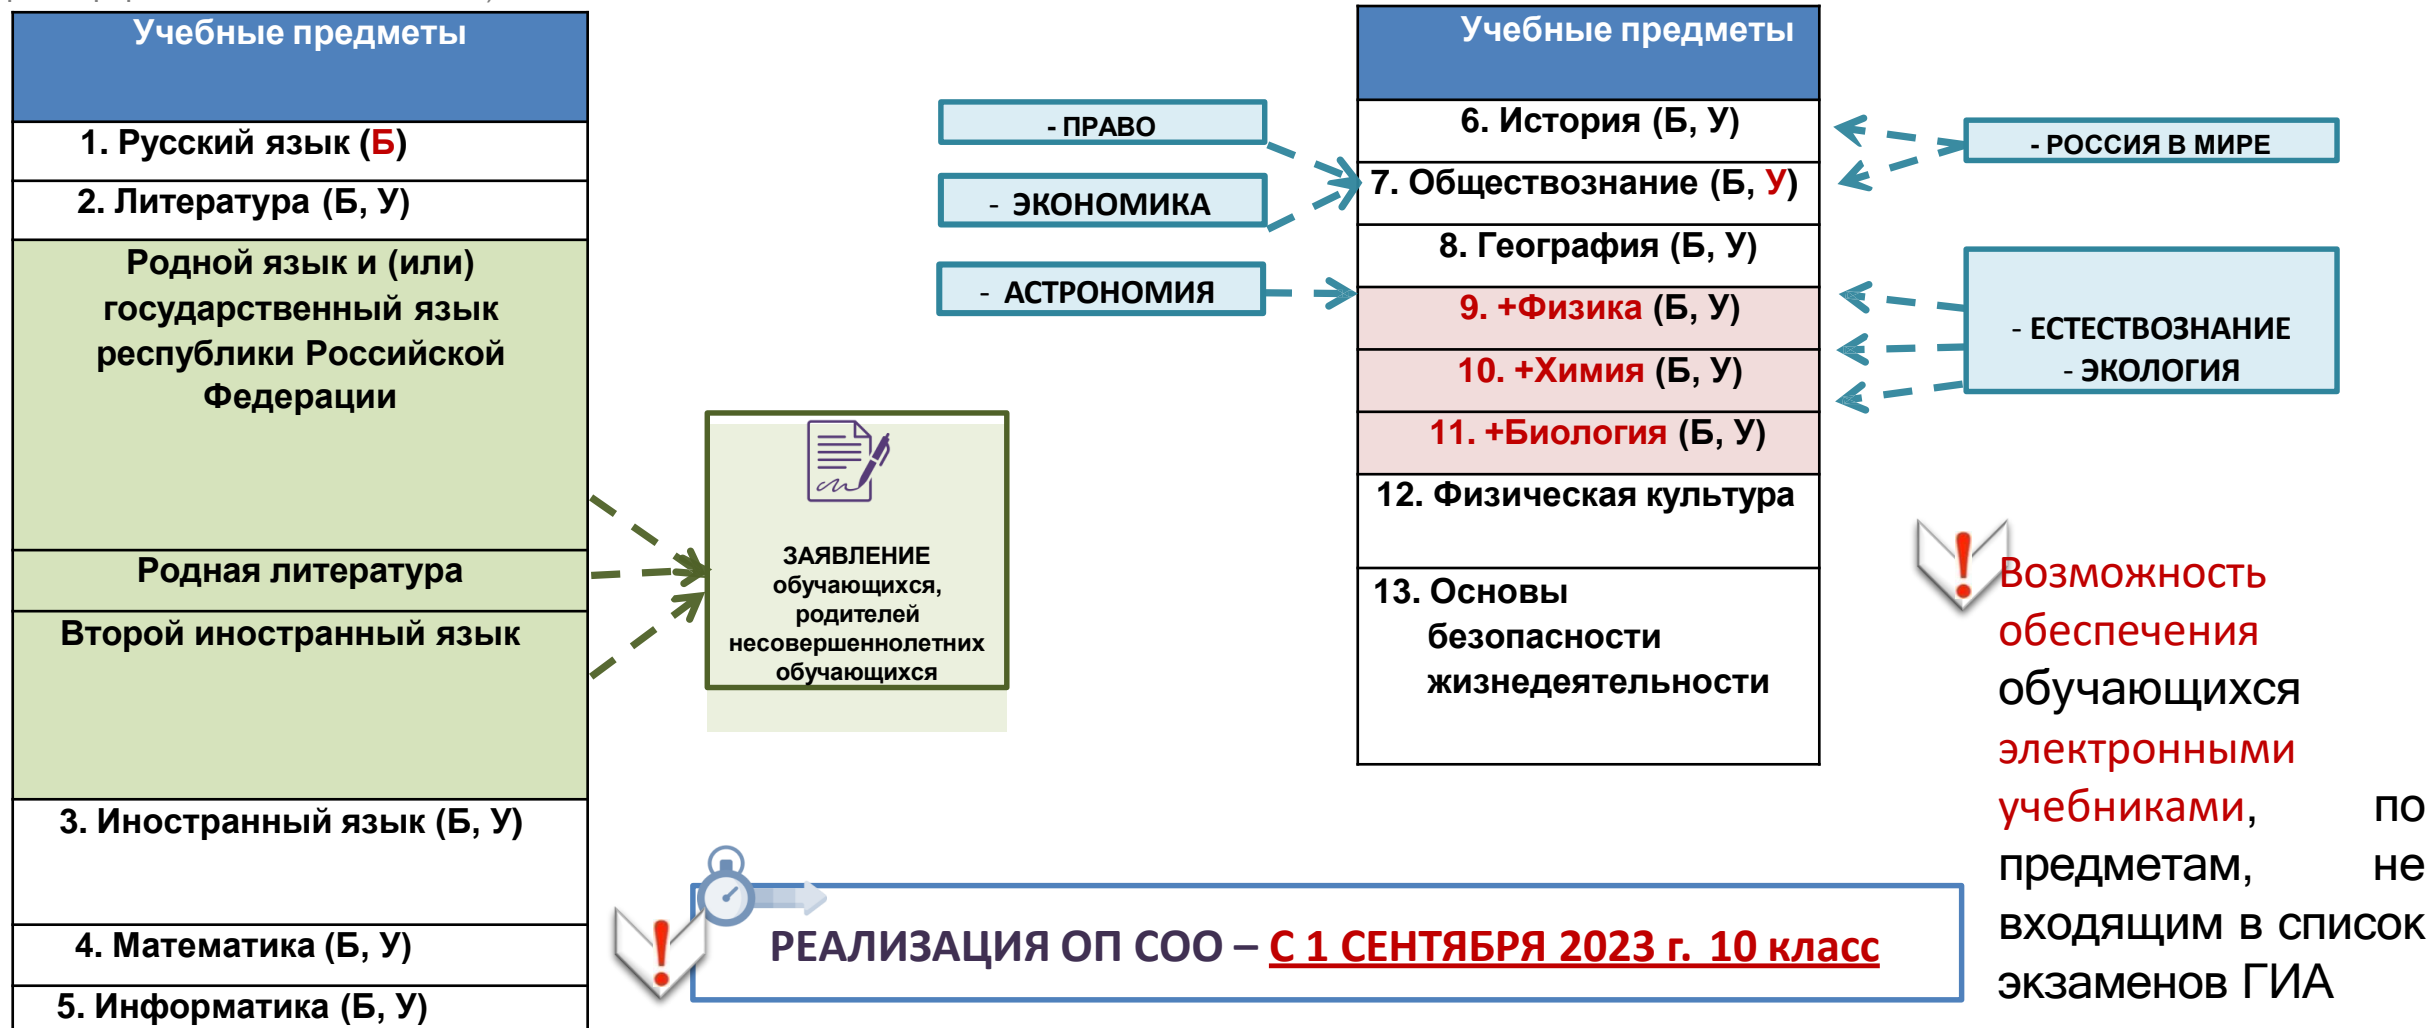 Учебные предметы
1. Русский язык (Б)
2. Литература (Б, У)
Родной язык и (или)
государственный язык
республики Российской
Федерации
Родная литература
Второй иностранный язык
3. Иностранный язык (Б, У)
4. Математика (Б, У)
5. Информатика (Б, У)
ЗАЯВЛЕНИЕ
обучающихся,
родителей
несовершеннолетних
обучающихся
- ПРАВО
- ЭКОНОМИКА
- АСТРОНОМИЯ
Учебные предметы
6. История (Б, У)
7. Обществознание (Б, У)
8. География (Б, У)
9. +Физика (Б, У)
10. +Химия (Б, У)
11. +Биология (Б, У)
12. Физическая культура
13. Основы
безопасности
жизнедеятельности
- РОССИЯ В МИРЕ
- ЕСТЕСТВОЗНАНИЕ
- ЭКОЛОГИЯ
Возможность
обеспечения
обучающихся
электронными
учебниками, по
предметам, не
входящим в список
экзаменов ГИА
РЕАЛИЗАЦИЯ ОП СОО – С 1 СЕНТЯБРЯ 2023 г. 10 класс